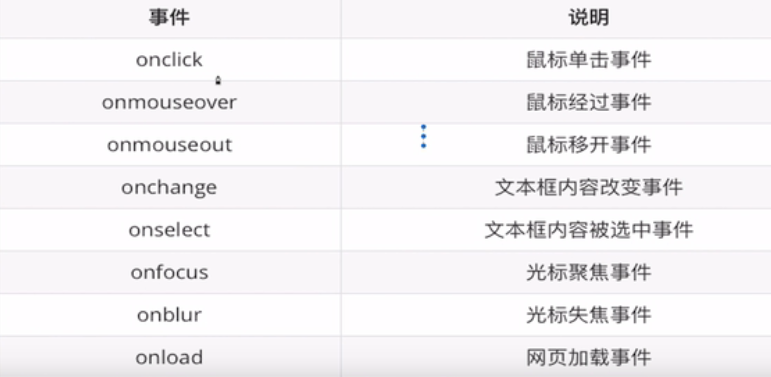 事件 说明
onclick 鼠标单击事件
onmouseover 鼠标经过事件
onmouseout 鼠标移开事件
onchange 文本框内容改变事件
onselect 文本框内容被选中事件
onfocus 光标聚焦事件
onblur 光标失焦事件
onload 网页加载事件